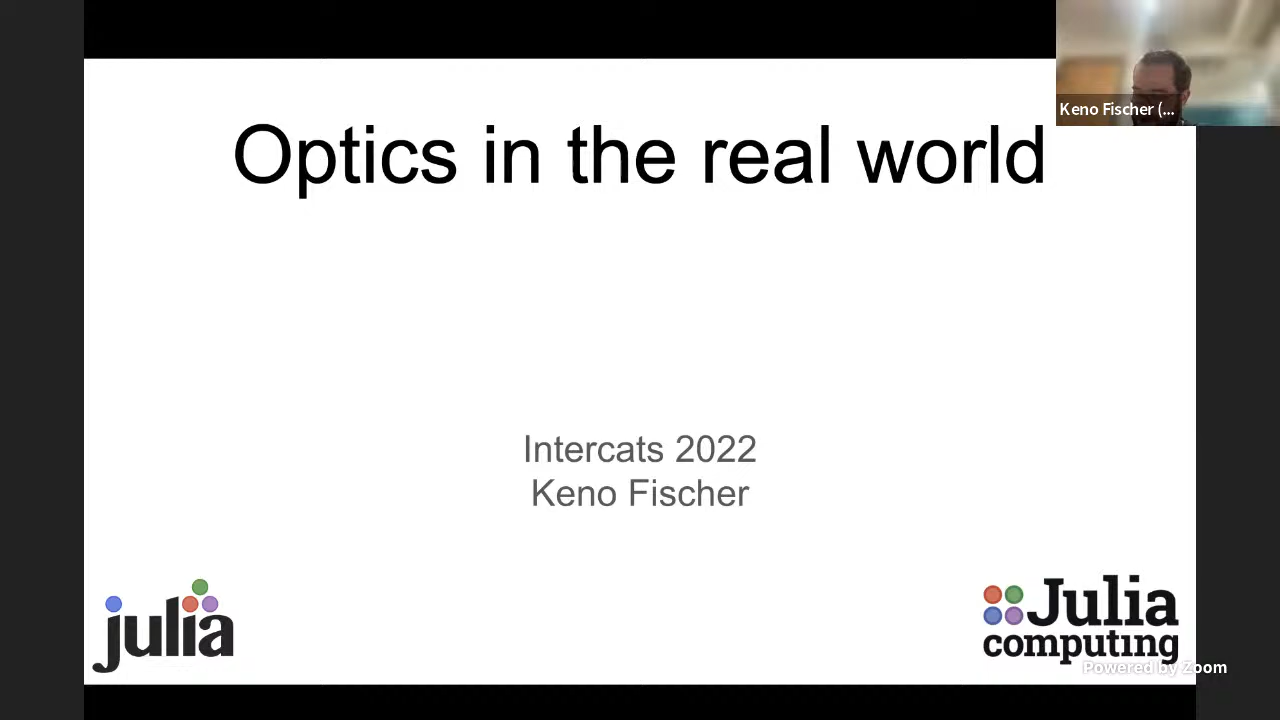 Keno Fischer (...
Optics in the real world
Intercats 2022
Keno Fischer
julia
Julia
computing
Powered by Zoom